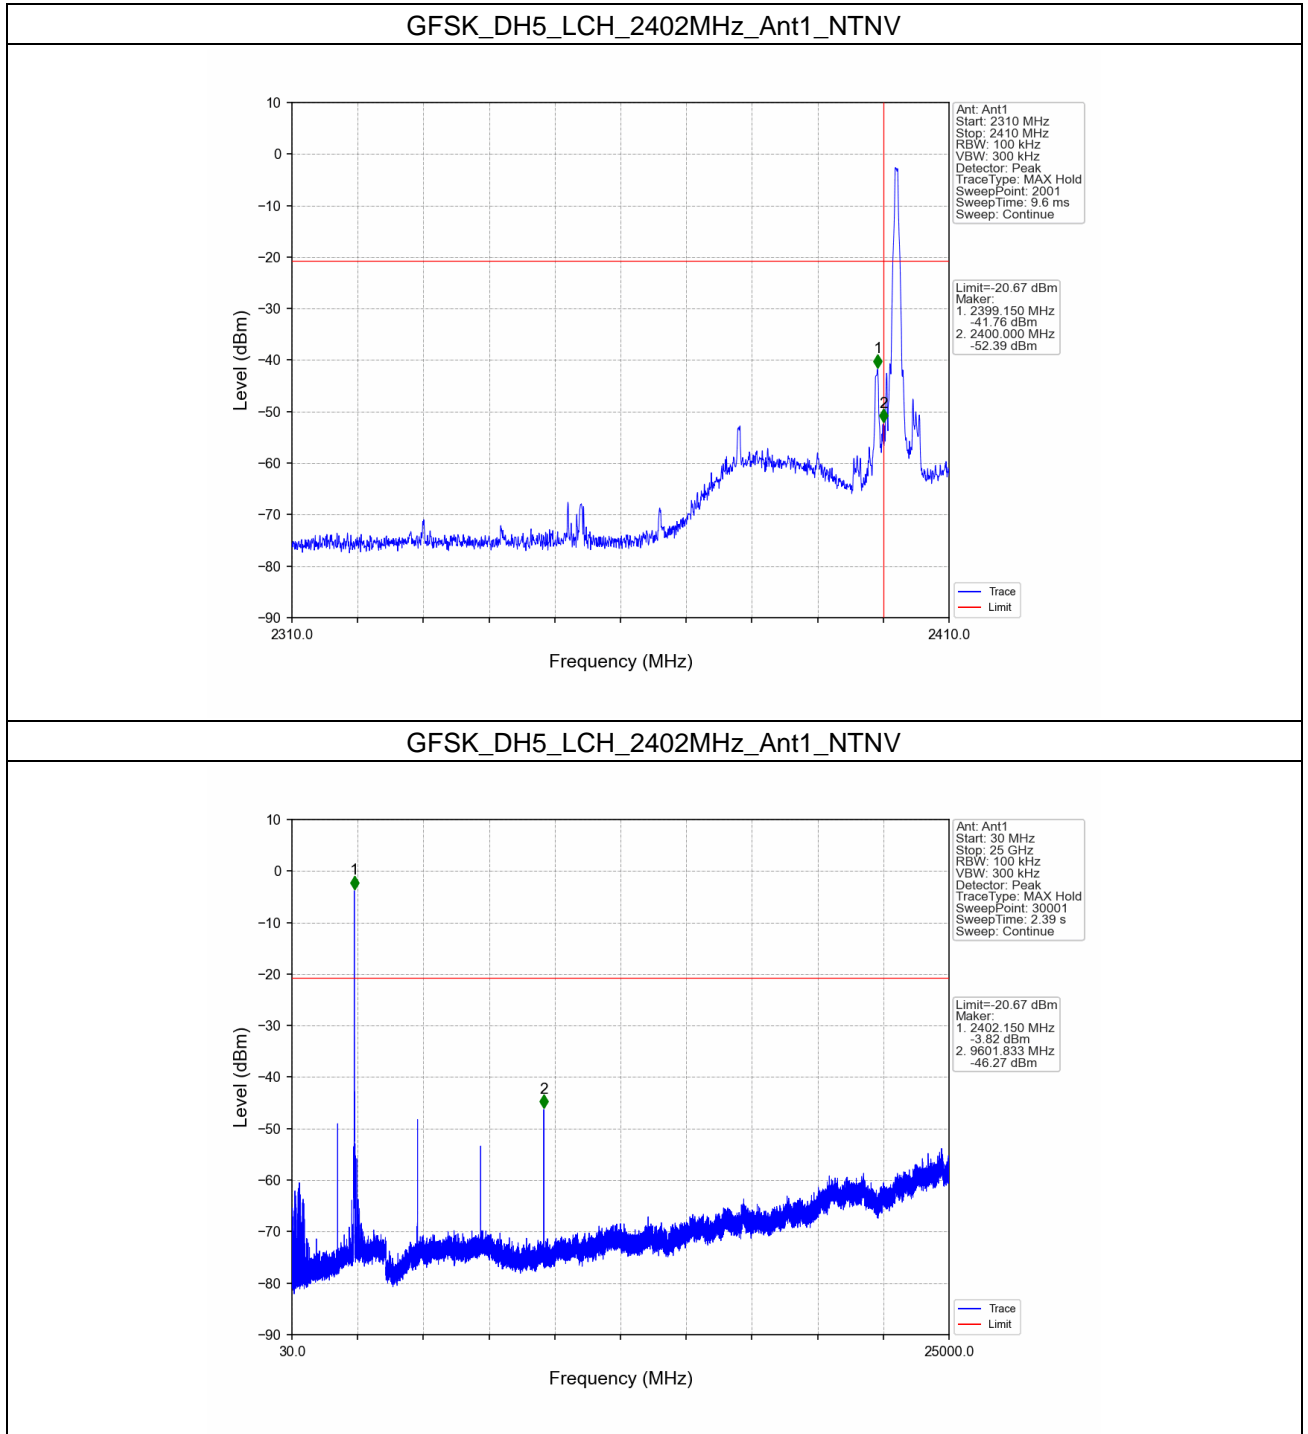 GFSK_DH5_LCH_2402MHz_Ant1_NTNV
10
0
−10
−20
−30
−40
−50
−60
−70
−80
−90
Level (dBm)
1
2
2310.0
2410.0
Frequency (MHz)
Ant: Ant1
Start: 2310 MHz
Stop: 2410 MHz
RBW: 100 kHz
VBW: 300 kHz
Detector: Peak
TraceType: MAX Hold
SweepPoint: 2001
SweepTime: 9.6 ms
Sweep: Continue
Limit=-20.67 dBm
Maker:
1. 2399.150 MHz
-41.76 dBm
2. 2400.000 MHz
-52.39 dBm
Trace
Limit
GFSK_DH5_LCH_2402MHz_Ant1_NTNV
10
0
−10
−20
−30
−40
−50
−60
−70
−80
−90
Level (dBm)
1
2
30.0
25000.0
Frequency (MHz)
Ant: Ant1
Start: 30 MHz
Stop: 25 GHz
RBW: 100 kHz
VBW: 300 kHz
Detector: Peak
TraceType: MAX Hold
SweepPoint: 30001
SweepTime: 2.39 s
Sweep: Continue
Limit=-20.67 dBm
Maker:
1. 2402.150 MHz
-3.82 dBm
2. 9601.833 MHz
-46.27 dBm
Trace
Limit